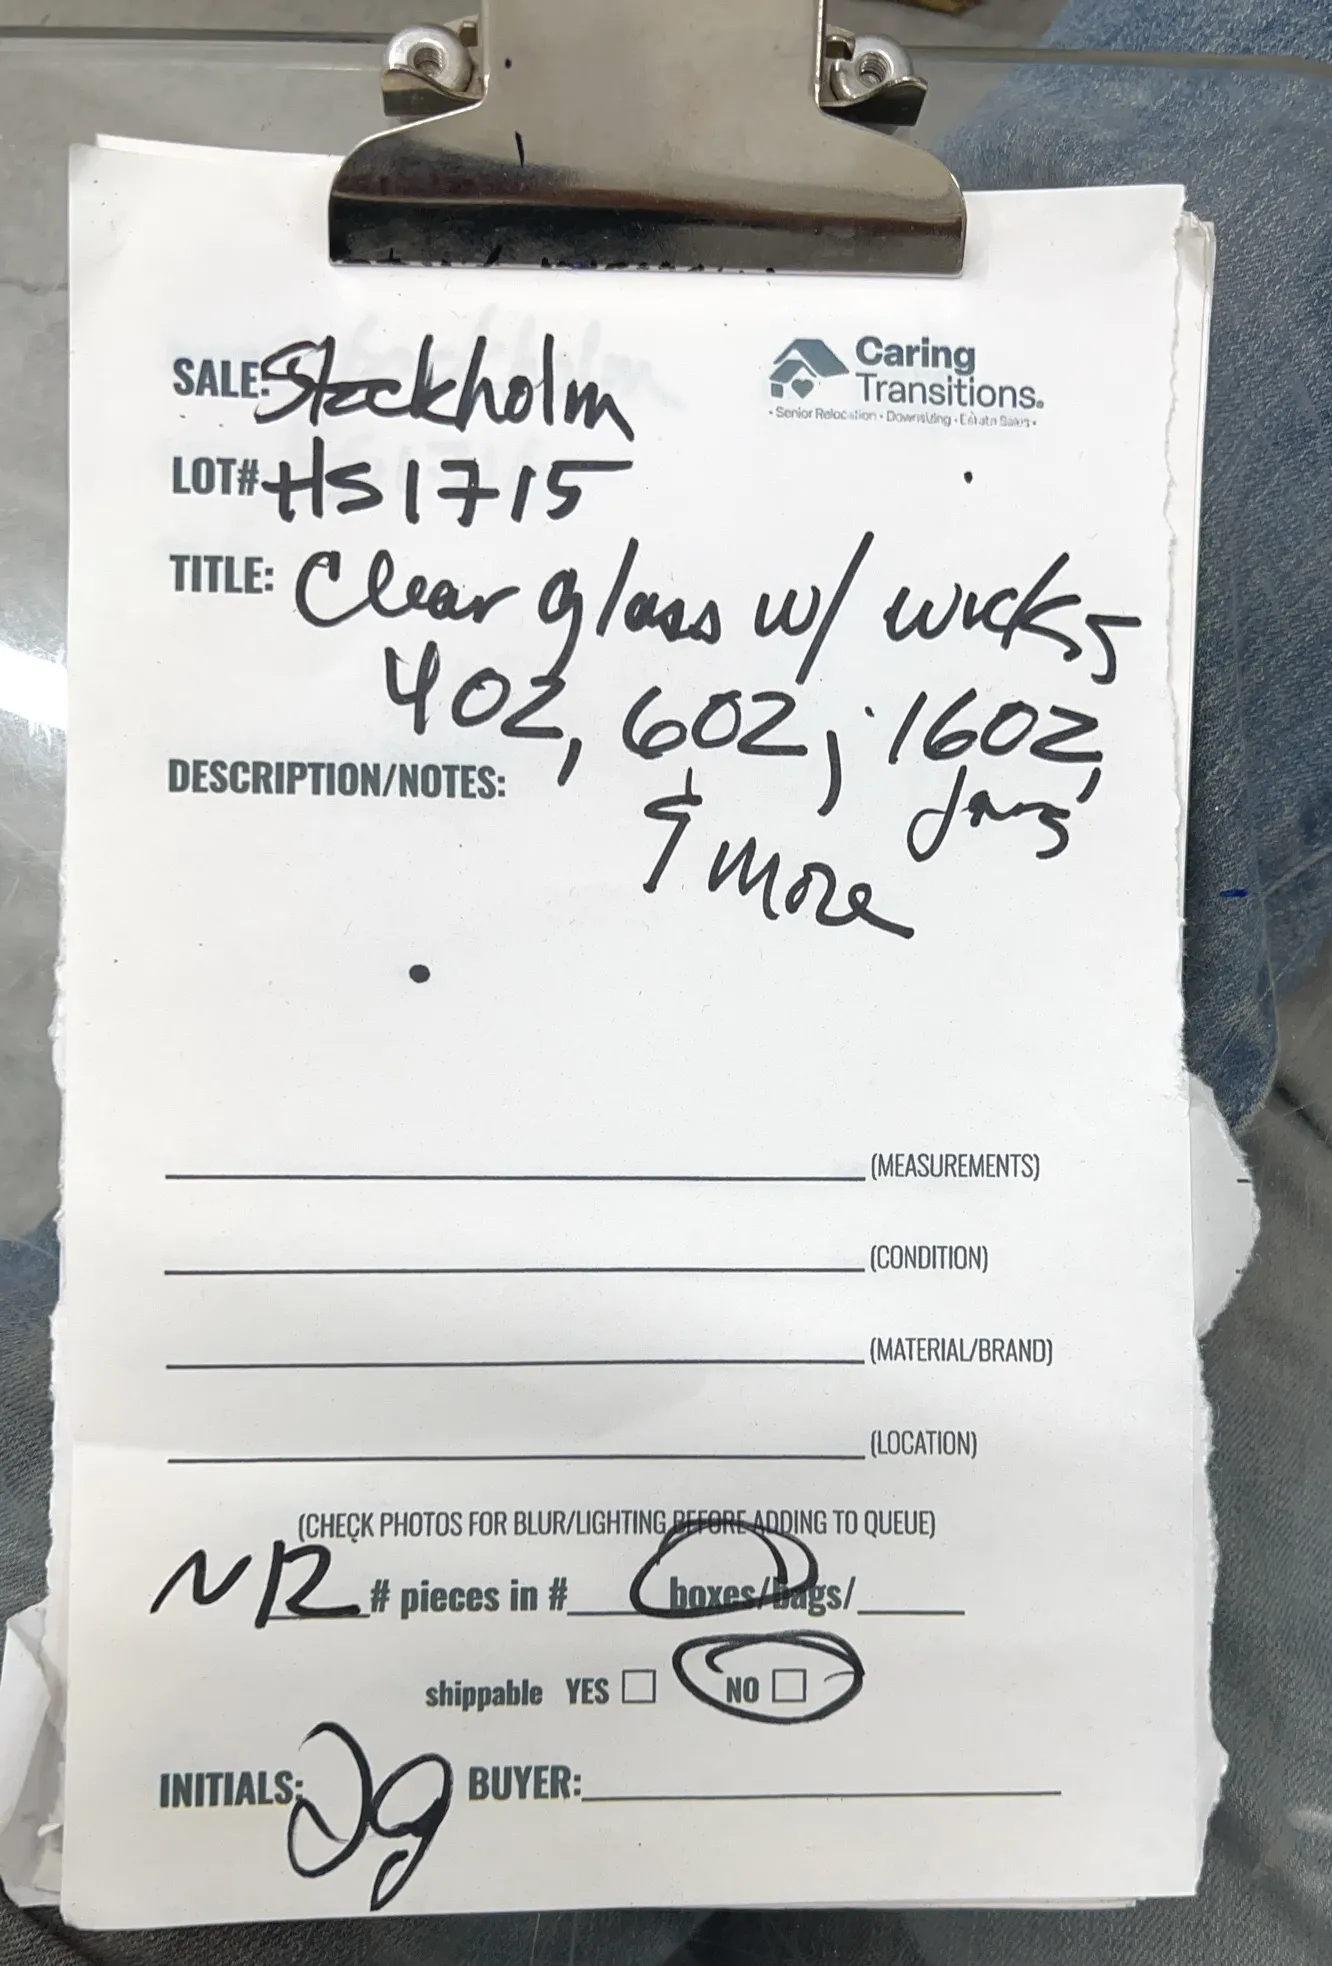 Caring
Transitions.
• Senior Relocation • Downsizing • Estate Sales •
SALE: Stockholm
LOT# HS1715
TITLE: Clear glass w/ wicks
4OZ, 6OZ, 16OZ,
jars
& more
DESCRIPTION/NOTES:
(MEASUREMENTS)
(CONDITION)
(MATERIAL/BRAND)
(LOCATION)
(CHECK PHOTOS FOR BLUR/LIGHTING BEFORE ADDING TO QUEUE)
NR # pieces in # boxes/bags/
shippable YES NO
INITIALS: Jg BUYER: